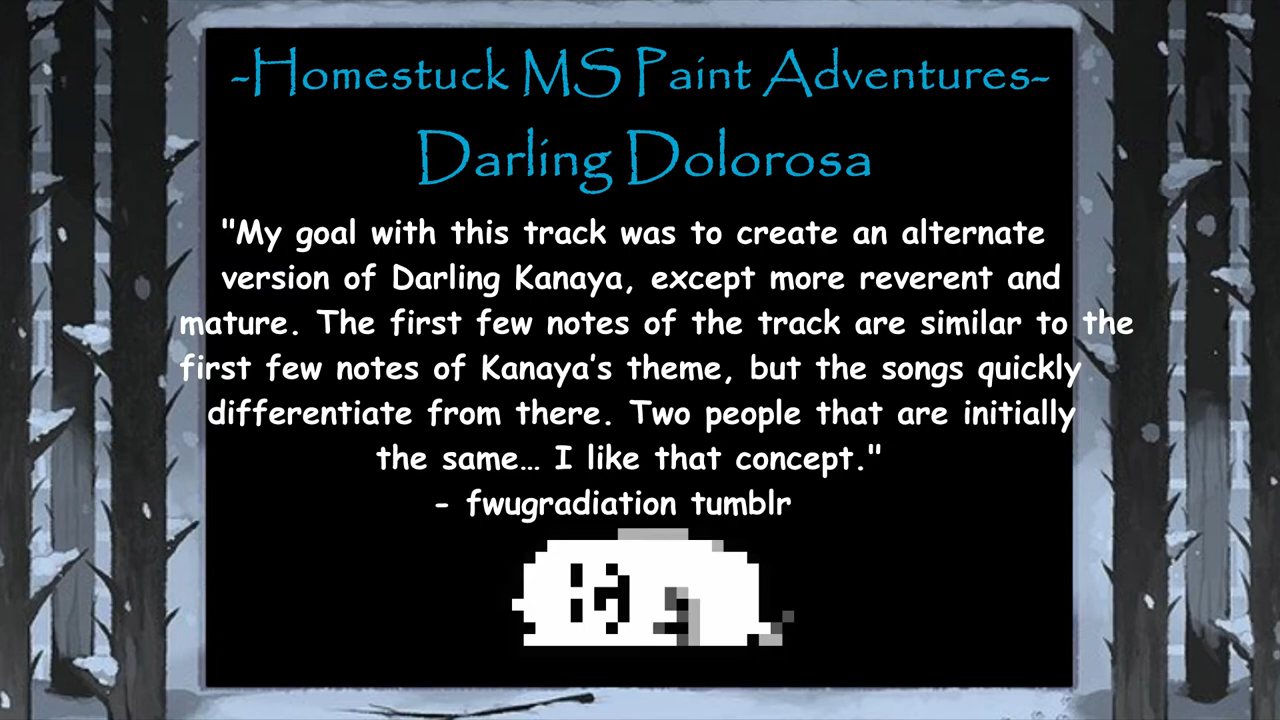 -Homestuck MS Paint Adventures-
Darling Dolorosa
"My goal with this track was to create an alternate
version of Darling Kanaya, except more reverent and
mature. The first few notes of the track are similar to the
first few notes of Kanaya’s theme, but the songs quickly
differentiate from there. Two people that are initially
the same… I like that concept."
- fwugradiation tumblr